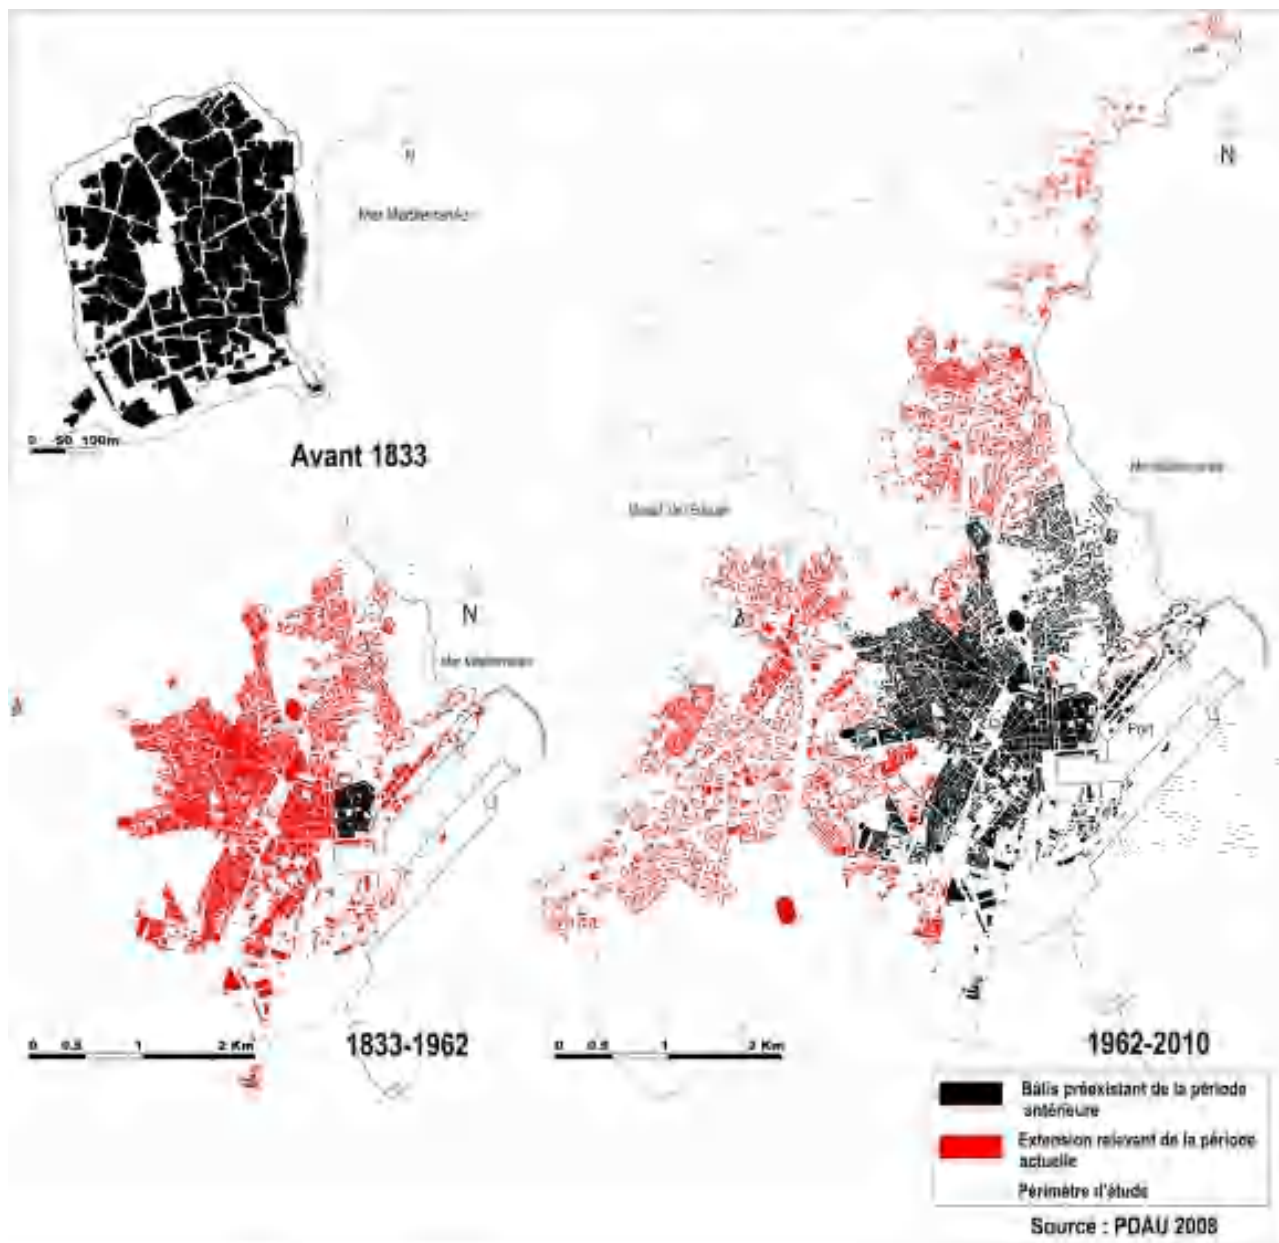 N
0 50 100m
Avant 1833
N
N
Port
0 0.5 1 2 Km
1833-1962
0 0.5 1 2 Km
1962-2010
Bâtis préexistant de la période
antérieure
Extension relevant de la période
actuelle
Périmètre d'étude
Source : PDAU 2008